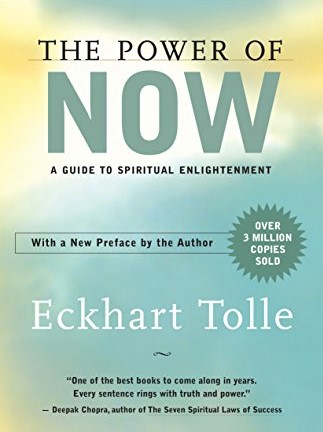 THE POWER OF
NOW
A GUIDE TO SPIRITUAL ENLIGHTENMENT
With a New Preface by the Author
OVER
3 MILLION
COPIES
SOLD
Eckhart Tolle
“One of the best books to come along in years.
Every sentence rings with truth and power.”
— Deepak Chopra, author of The Seven Spiritual Laws of Success